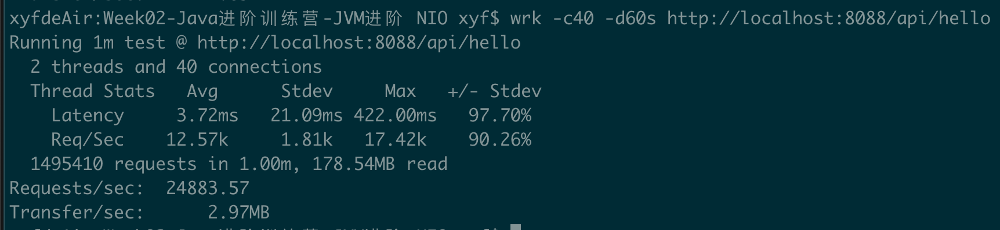 xyfdeAir:Week02-Java进阶训练营-JVM进阶 NIO xyf$ wrk -c40 -d60s http://localhost:8088/api/hello
Running 1m test @ http://localhost:8088/api/hello
  2 threads and 40 connections
  Thread Stats   Avg      Stdev     Max   +/- Stdev
    Latency     3.72ms   21.09ms 422.00ms   97.70%
    Req/Sec    12.57k     1.81k   17.42k    90.26%
  1495410 requests in 1.00m, 178.54MB read
Requests/sec:  24883.57
Transfer/sec:      2.97MB